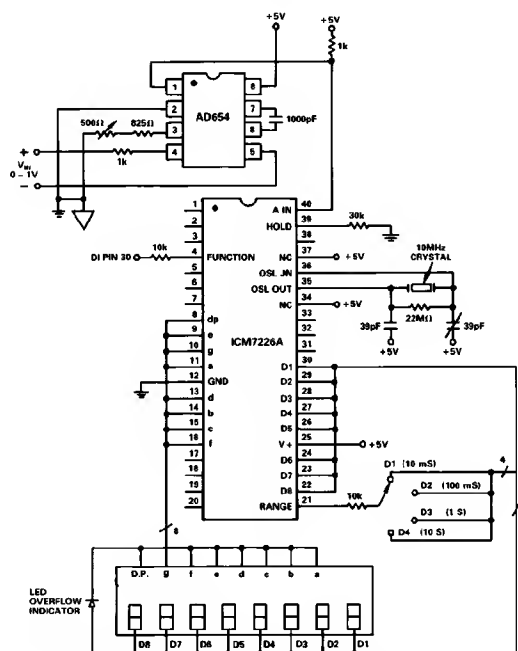 +5V
+5V
1k
1
2
3
4
AD654
7
8
5
1000pF
500Ω
825Ω
1k
+
VIN
0 – 1V
–
1
2
3
4
5
6
7
8
9
10
11
12
13
14
15
16
17
18
19
20
DI PIN 30
10k
FUNCTION
dp
e
g
a
GND
d
b
c
f
ICM7226A
A IN
HOLD
NC
OSL IN
OSL OUT
NC
D1
D2
D3
D4
D5
V+
D6
D7
D8
RANGE
40
39
38
37
36
35
34
33
32
31
30
29
28
27
26
25
24
23
22
21
30k
+5V
10MHz
CRYSTAL
+5V
22MΩ
39pF
39pF
+5V
+5V
+5V
10k
D1 (10 mS)
D2 (100 mS)
D3 (1 S)
D4 (10 S)
4
8
LED
OVERFLOW
INDICATOR
D.P. g f e d c b a
D8 D7 D6 D5 D4 D3 D2 D1